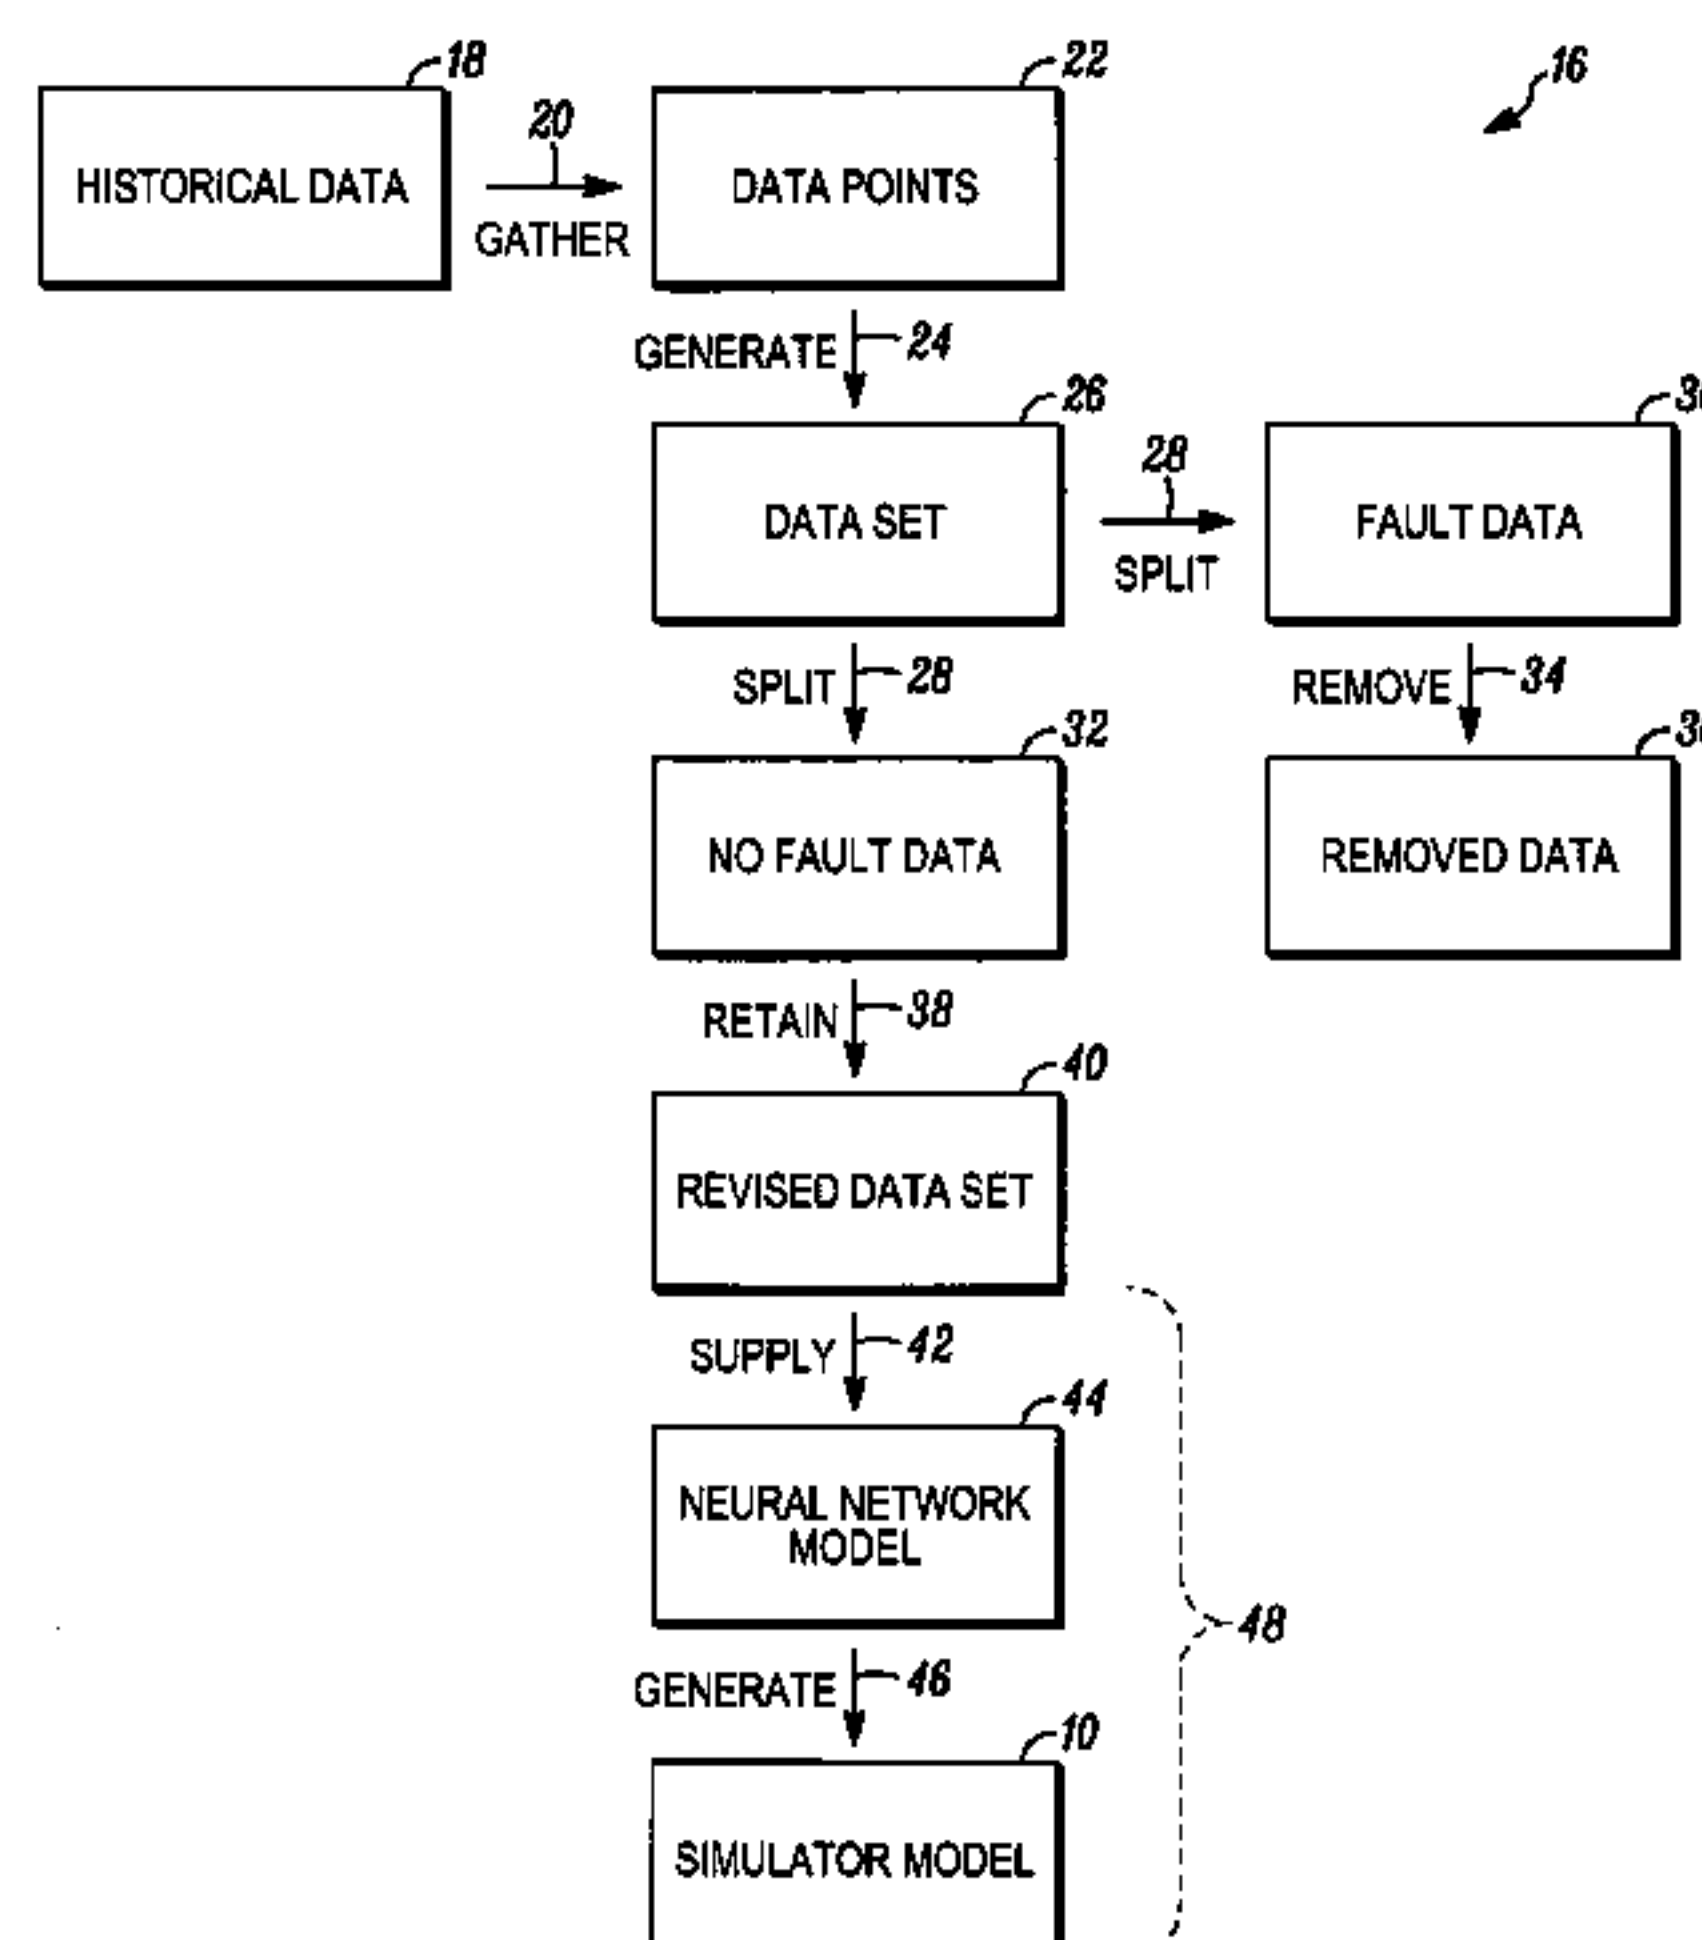 18
22
16
20
HISTORICAL DATA
DATA POINTS
GATHER
GENERATE
24
26
28
DATA SET
FAULT DATA
SPLIT
SPLIT
28
REMOVE
34
32
NO FAULT DATA
REMOVED DATA
RETAIN
38
40
REVISED DATA SET
SUPPLY
42
44
NEURAL NETWORK
MODEL
48
GENERATE
46
10
SIMULATOR MODEL